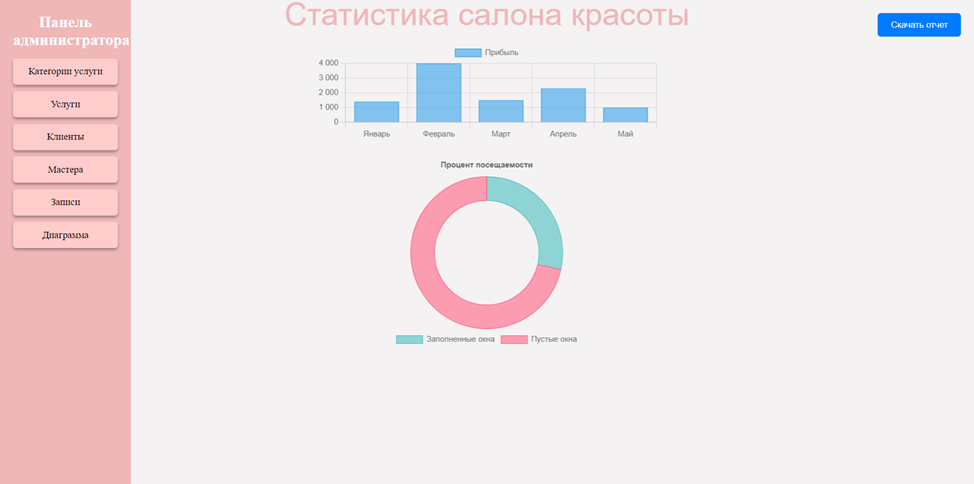 Панель
администратора
Категории услуги
Услуги
Клиенты
Мастера
Записи
Диаграмма
Статистика салона красоты
Скачать отчет
Прибыль
4 000
3 000
2 000
1 000
0
Январь Февраль Март Апрель Май
Процент посещаемости
Заполненные окна Пустые окна